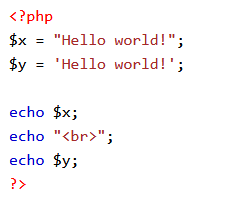 <?php
$x = "Hello world!";
$y = 'Hello world!';

echo $x;
echo "<br>";
echo $y;
?>